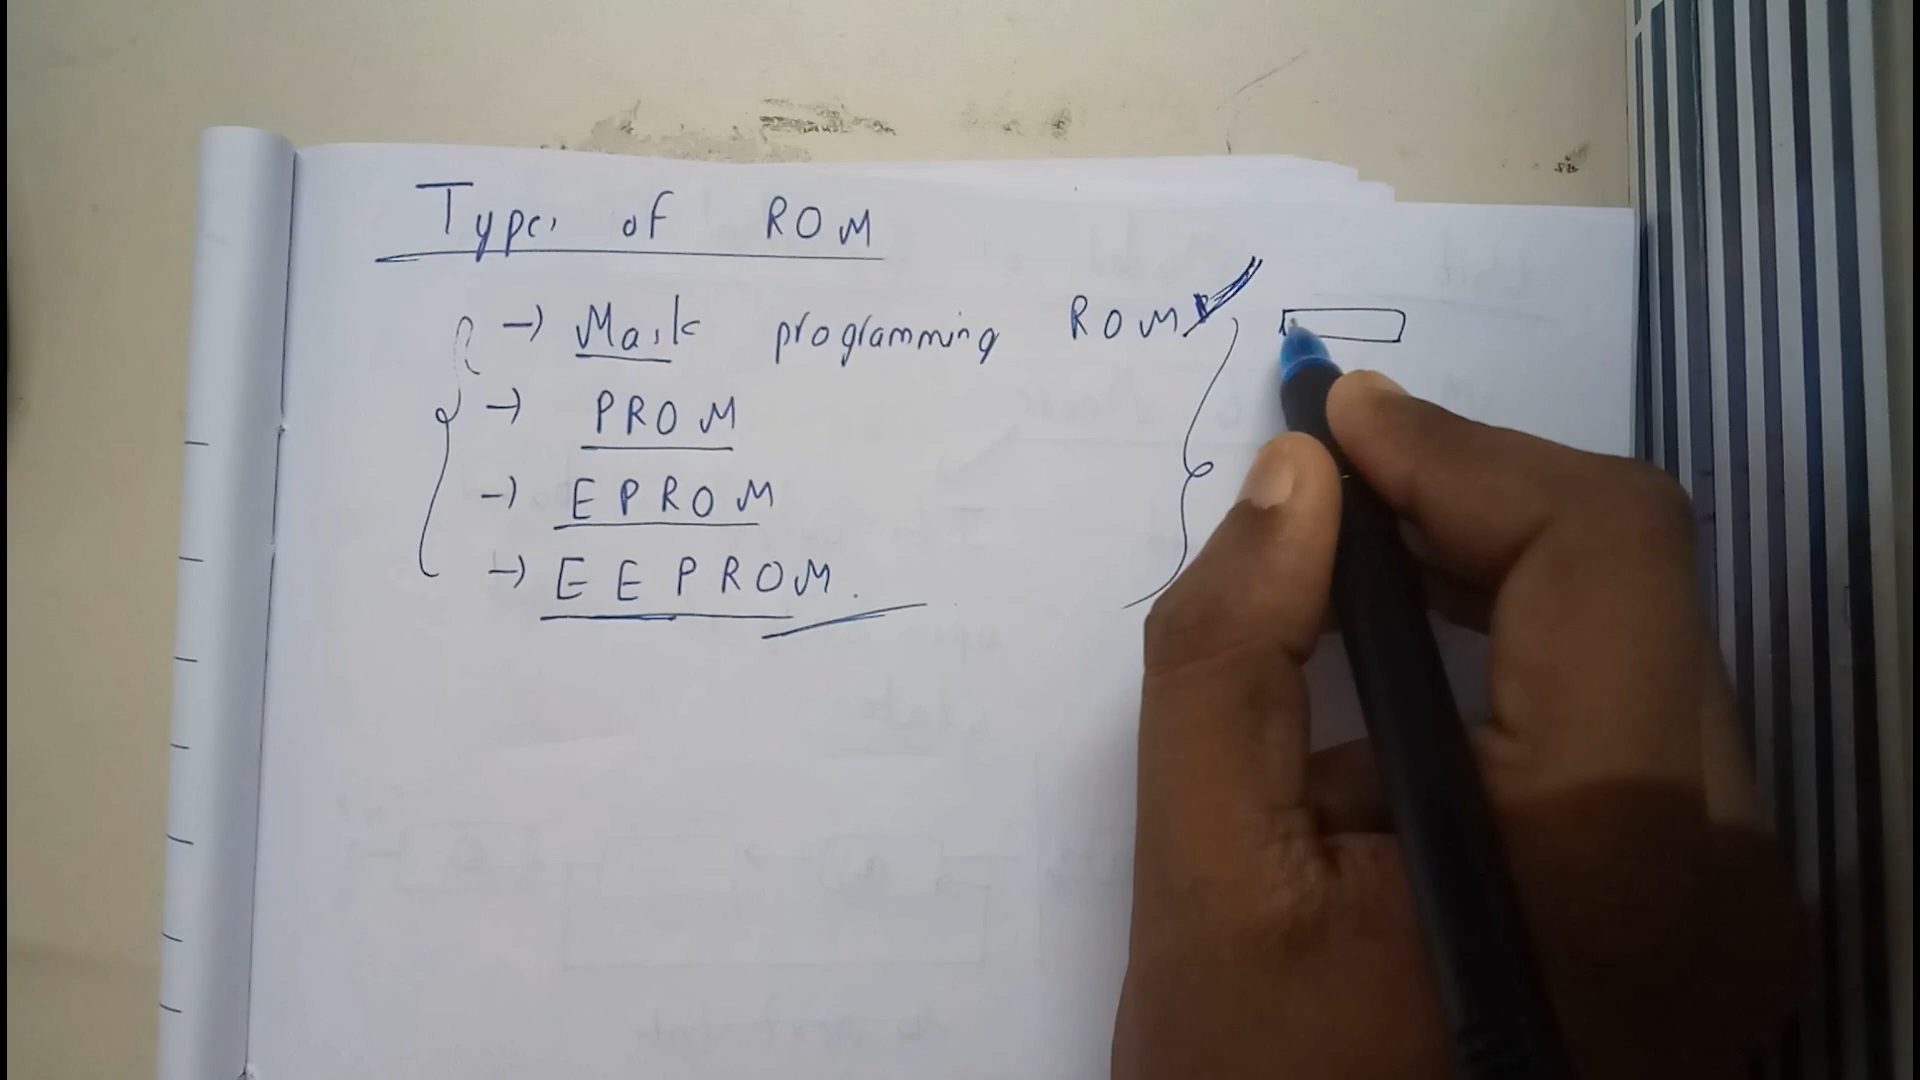 Types of ROM
→ Mask programming ROM
→ PROM
→ EPROM
→ EEPROM.